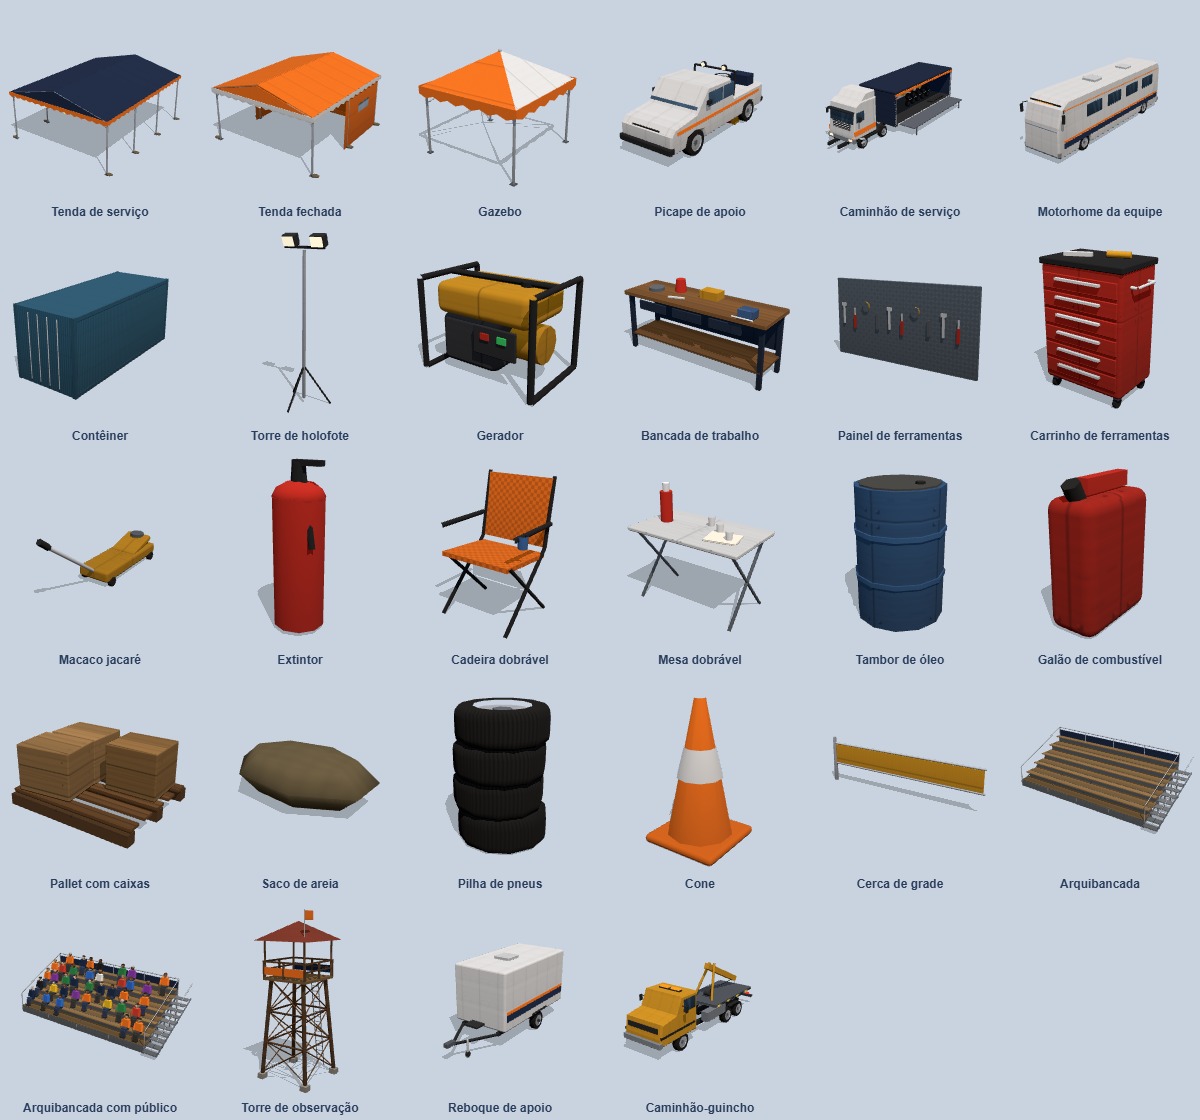 Tenda de serviço
Tenda fechada
Gazebo
Picape de apoio
Caminhão de serviço
Motorhome da equipe
Contêiner
Torre de holofote
Gerador
Bancada de trabalho
Painel de ferramentas
Carrinho de ferramentas
Macaco jacaré
Extintor
Cadeira dobrável
Mesa dobrável
Tambor de óleo
Galão de combustível
Pallet com caixas
Saco de areia
Pilha de pneus
Cone
Cerca de grade
Arquibancada
Arquibancada com público
Torre de observação
Reboque de apoio
Caminhão-guincho